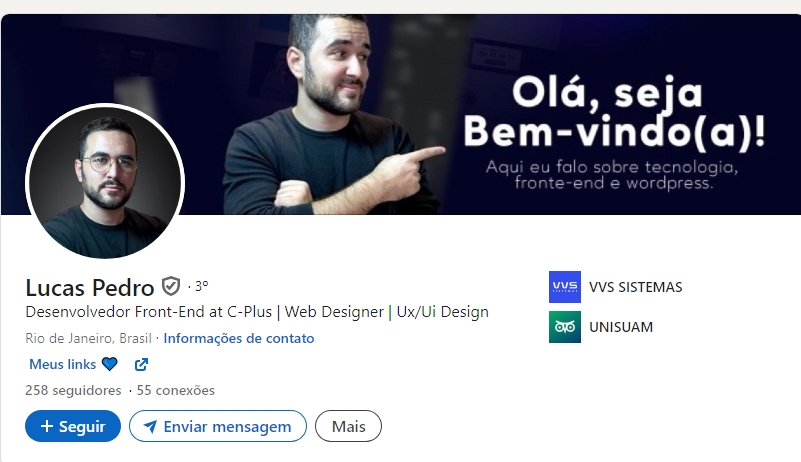 Olá, seja
Bem-vindo(a)!
Aqui eu falo sobre tecnologia,
fronte-end e wordpress.
Lucas Pedro · 3º
Desenvolvedor Front-End at C-Plus | Web Designer | Ux/Ui Design
Rio de Janeiro, Brasil · Informações de contato
Meus links
258 seguidores · 55 conexões
+ Seguir
Enviar mensagem
Mais
VVS
SISTEMAS
VVS SISTEMAS
UNISUAM